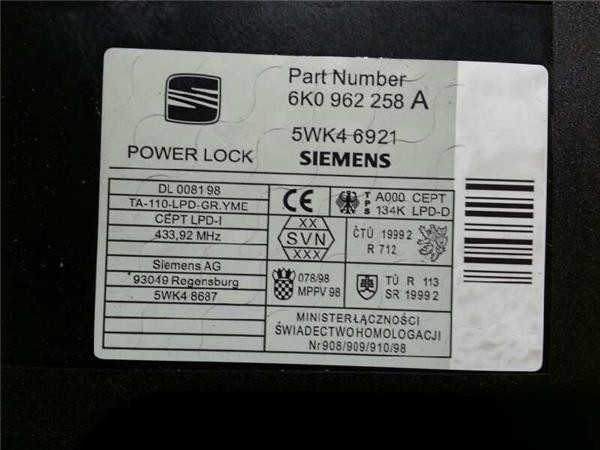 Part Number
6K0 962 258 A
5WK4 6921
POWER LOCK
SIEMENS
DL 008198
TA-110-LPD-GR.YME
CEPT LPD-I
433,92 MHz
Siemens AG
93049 Regensburg
5WK4 8687
CE
TPS
A000 CEPT
134K LPD-D
XX
SVN
XXX
ČTÚ 1999 2
R 712
078/98
MPPV 98
TÚ R 113
SR 1999 2
MINISTER ŁĄCZNOŚCI
ŚWIADECTWO HOMOLOGACJI
Nr 908/909/910/98